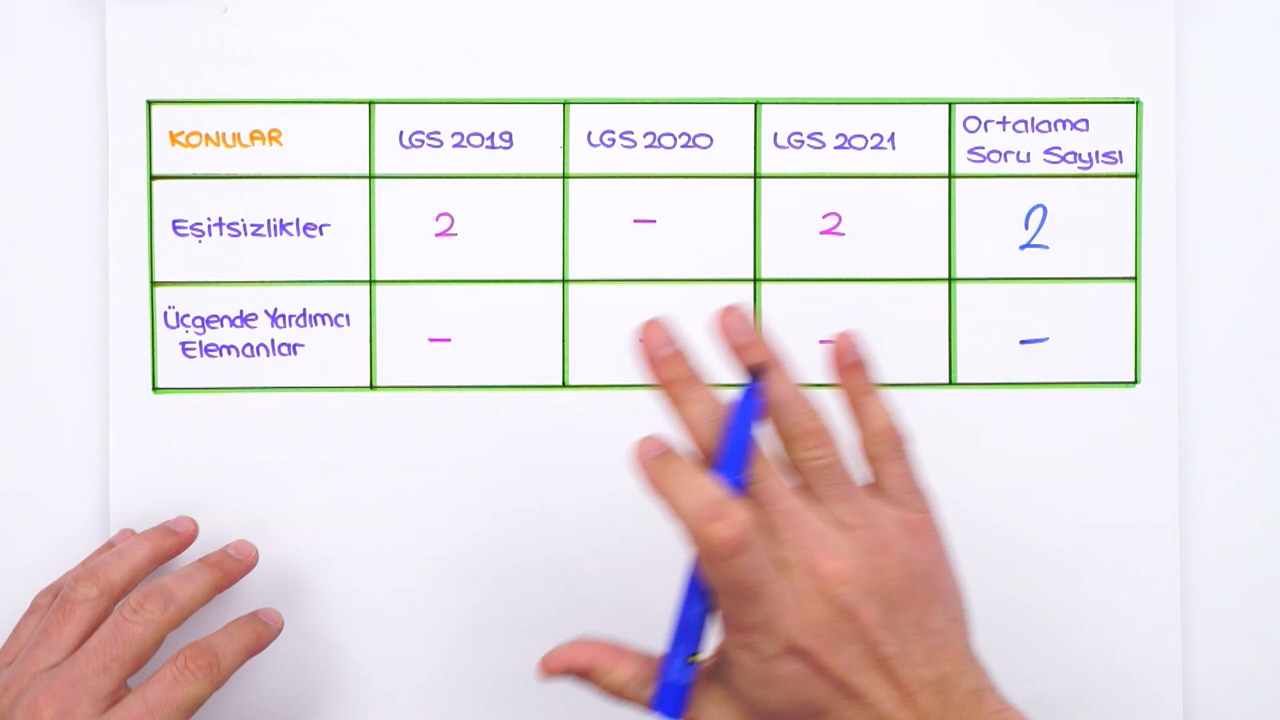 KONULAR
LGS 2019
LGS 2020
LGS 2021
Ortalama
Soru Sayısı
Eşitsizlikler
2
-
2
2
Üçgende Yardımcı
Elemanlar
-
-
-
-